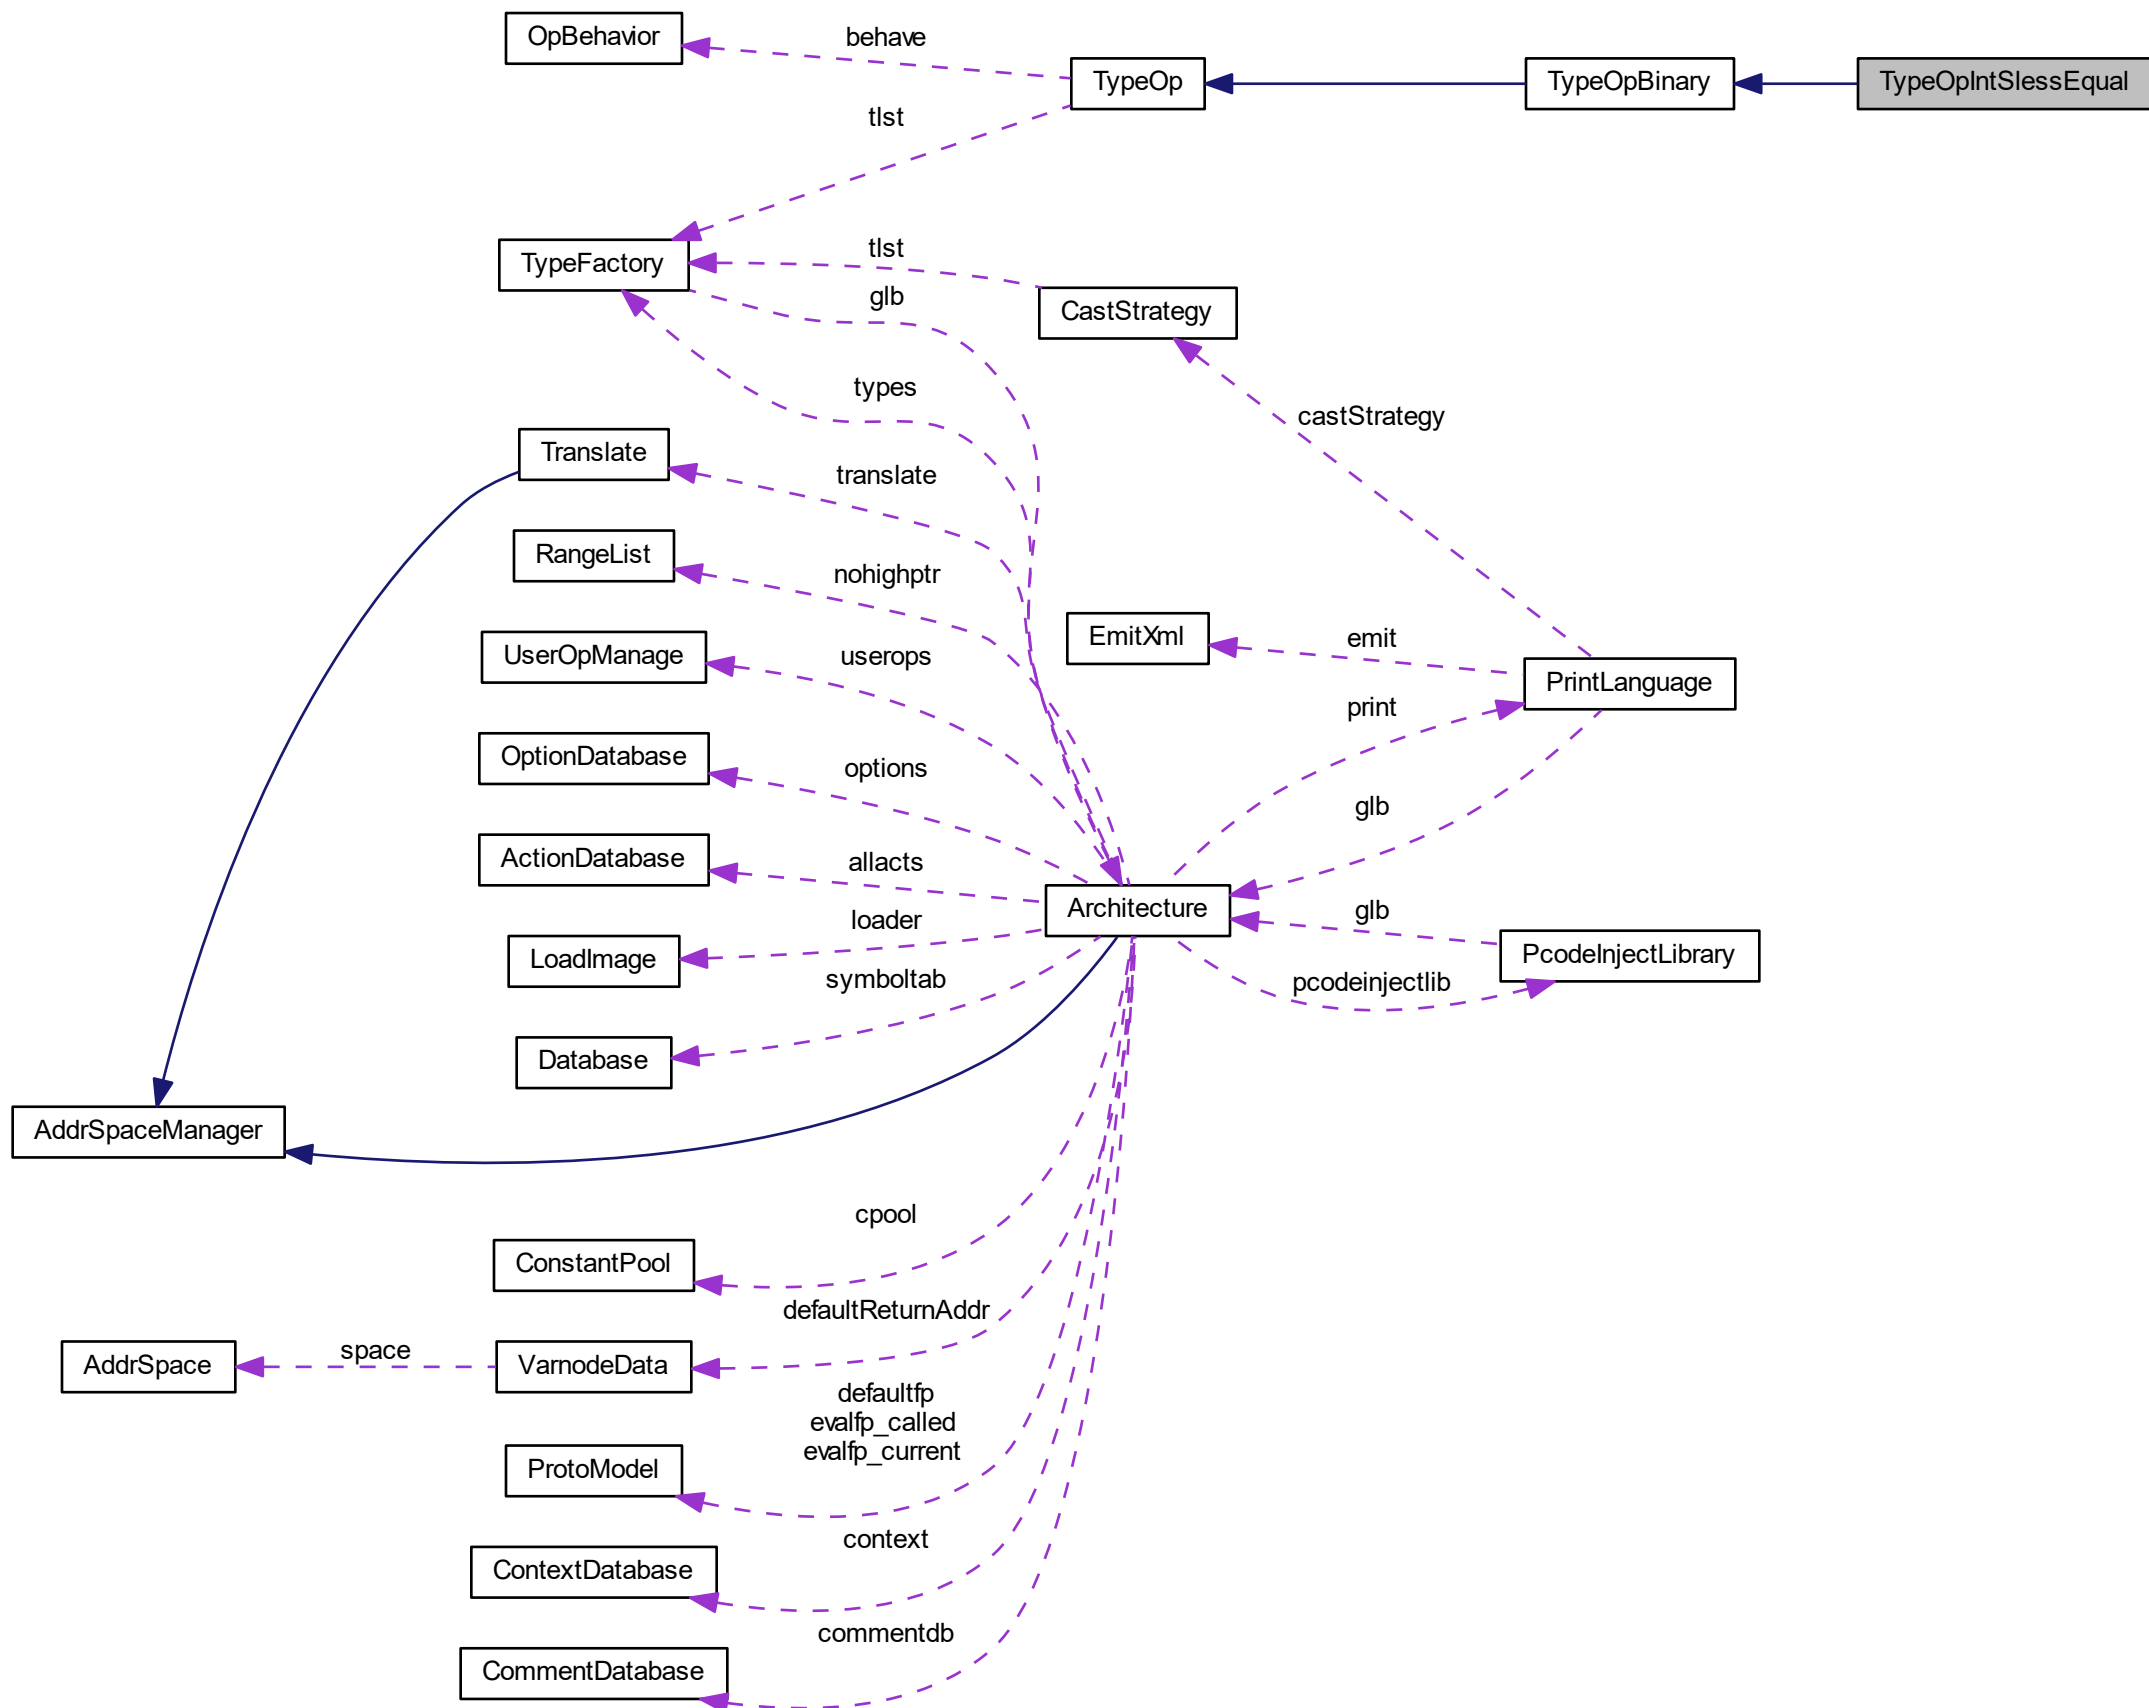 OpBehavior
behave
TypeOp
TypeOpBinary
TypeOpIntSlessEqual
tlst
TypeFactory
tlst
glb
CastStrategy
types
castStrategy
Translate
translate
RangeList
nohighptr
EmitXml
emit
UserOpManage
userops
PrintLanguage
print
OptionDatabase
options
glb
ActionDatabase
allacts
Architecture
glb
LoadImage
loader
PcodeInjectLibrary
symboltab
pcodeinjectlib
Database
AddrSpaceManager
cpool
ConstantPool
defaultReturnAddr
AddrSpace
space
VarnodeData
defaultfp
evalfp_called
evalfp_current
ProtoModel
context
ContextDatabase
commentdb
CommentDatabase